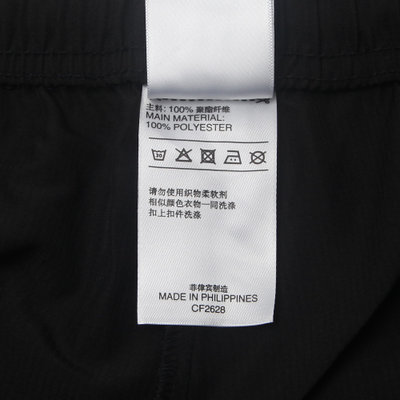 主料: 100% 聚酯纤维
MAIN MATERIAL:
100% POLYESTER
30
请勿使用织物柔软剂
相似颜色衣物一同洗涤
扣上扣件洗涤
菲律宾制造
MADE IN PHILIPPINES
CF2628